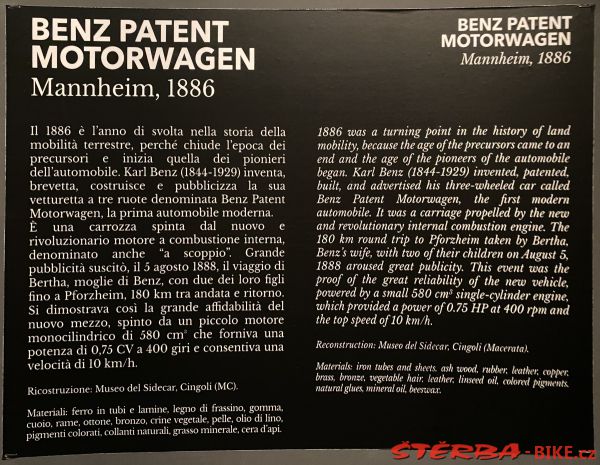 BENZ PATENT
MOTORWAGEN
Mannheim, 1886
Il 1886 è l'anno di svolta nella storia della
mobilità terrestre, perché chiude l'epoca dei
precursori e inizia quella dei pionieri
dell'automobile. Karl Benz (1844-1929) inventa,
brevetta, costruisce e pubblicizza la sua
vetturetta a tre ruote denominata Benz Patent
Motorwagen, la prima automobile moderna.
È una carrozza spinta dal nuovo e
rivoluzionario motore a combustione interna,
denominato anche “a scoppio”. Grande
pubblicità suscitò, il 5 agosto 1888, il viaggio di
Bertha, moglie di Benz, con due dei loro figli
fino a Pforzheim, 180 km tra andata e ritorno.
Si dimostrava così la grande affidabilità del
nuovo mezzo, spinto da un piccolo motore
monocilindrico di 580 cm³ che forniva una
potenza di 0,75 CV a 400 giri e consentiva una
velocità di 10 km/h.
Ricostruzione: Museo del Sidecar, Cingoli (MC).
Materiali: ferro in tubi e lamine, legno di frassino, gomma,
cuoio, rame, ottone, bronzo, crine vegetale, pelle, olio di lino,
pigmenti colorati, collanti naturali, grasso minerale, cera d'api.
BENZ PATENT
MOTORWAGEN
Mannheim, 1886
1886 was a turning point in the history of land
mobility, because the age of the precursors came to an
end and the age of the pioneers of the automobile
began. Karl Benz (1844-1929) invented, patented,
built, and advertised his three-wheeled car called
Benz Patent Motorwagen, the first modern
automobile. It was a carriage propelled by the new
and revolutionary internal combustion engine. The
180 km round trip to Pforzheim taken by Bertha,
Benz's wife, with two of their children on August 5,
1888 aroused great publicity. This event was the
proof of the great reliability of the new vehicle,
powered by a small 580 cm³ single-cylinder engine,
which provided a power of 0.75 HP at 400 rpm and
the top speed of 10 km/h.
Reconstruction: Museo del Sidecar, Cingoli (Macerata).
Materials: iron tubes and sheets, ash wood, rubber, leather, copper,
brass, bronze, vegetable hair, leather, linseed oil, colored pigments,
natural glues, mineral oil, beeswax.
ŠTĚRBA-BIKE.cz